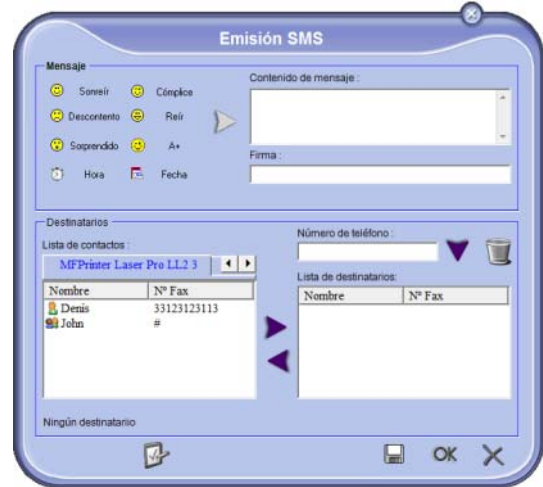 Emisión SMS
Mensaje
Sonreír Cómplice
Descontento Reír
Sorprendido A+
Hora Fecha
Contenido de mensaje :
Firma :
Destinatarios
Lista de contactos :
MFPrinter Laser Pro LL2 3
Nombre Nº Fax
Denis 33123123113
John #
Número de teléfono :
Lista de destinatarios:
Nombre Nº Fax
Ningún destinatariio
OK